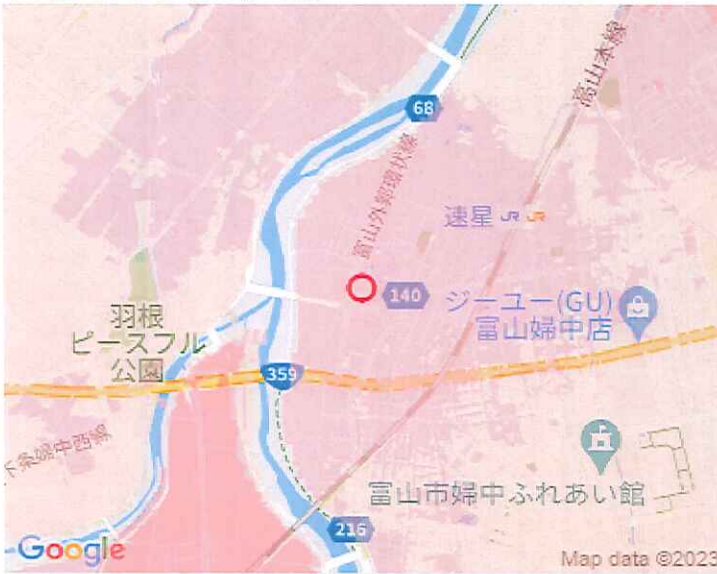 68
高山本線
富山外郭環状線
速星 JR JR
140
ジーユー(GU)
富山婦中店
羽根
ピースフル
公園
359
条婦中西線
富山市婦中ふれあい館
216
Google
Map data ©2023